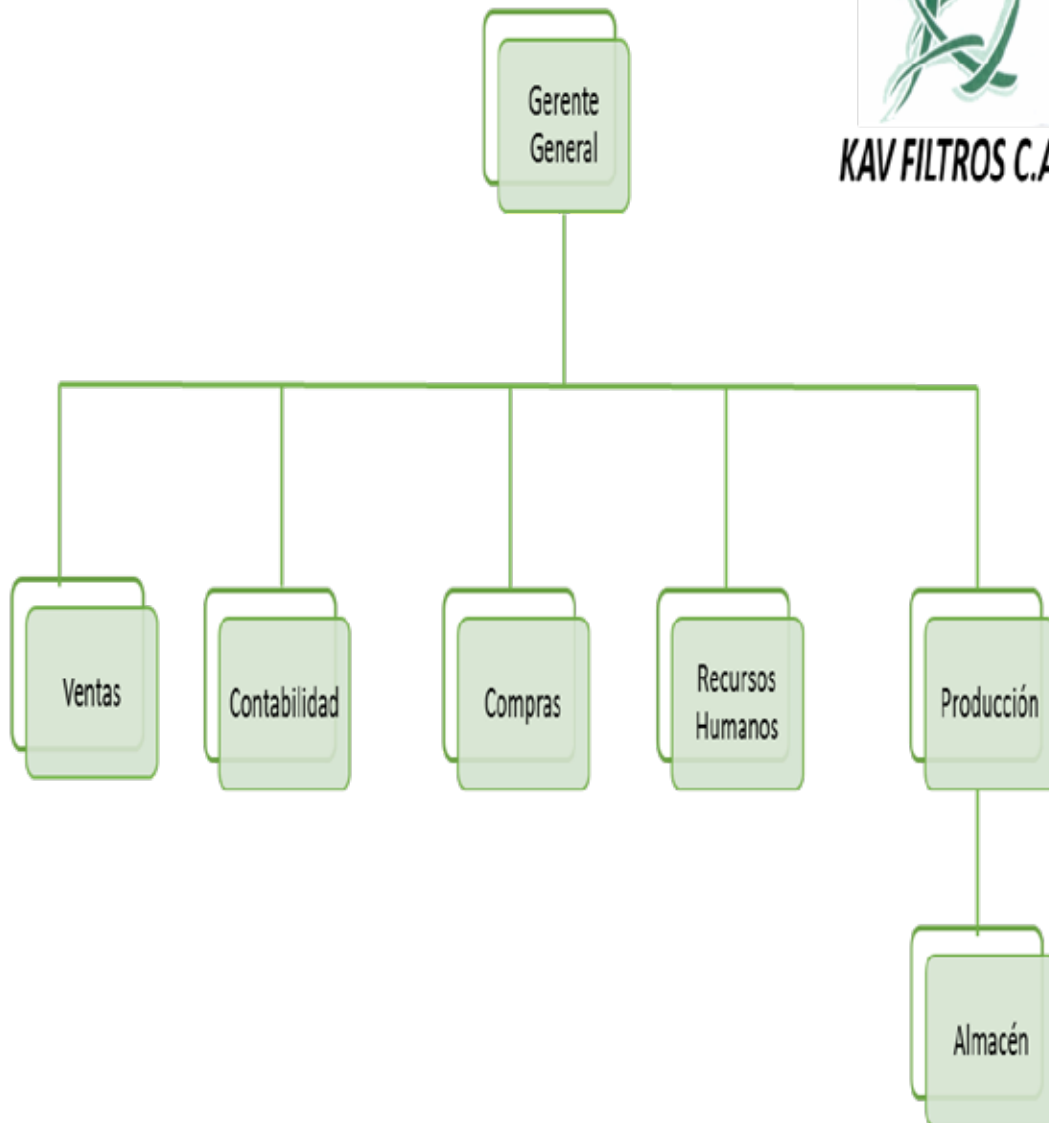 Gerente
General
KAV FILTROS C.A
Ventas
Contabilidad
Compras
Recursos
Humanos
Producción
Almacén